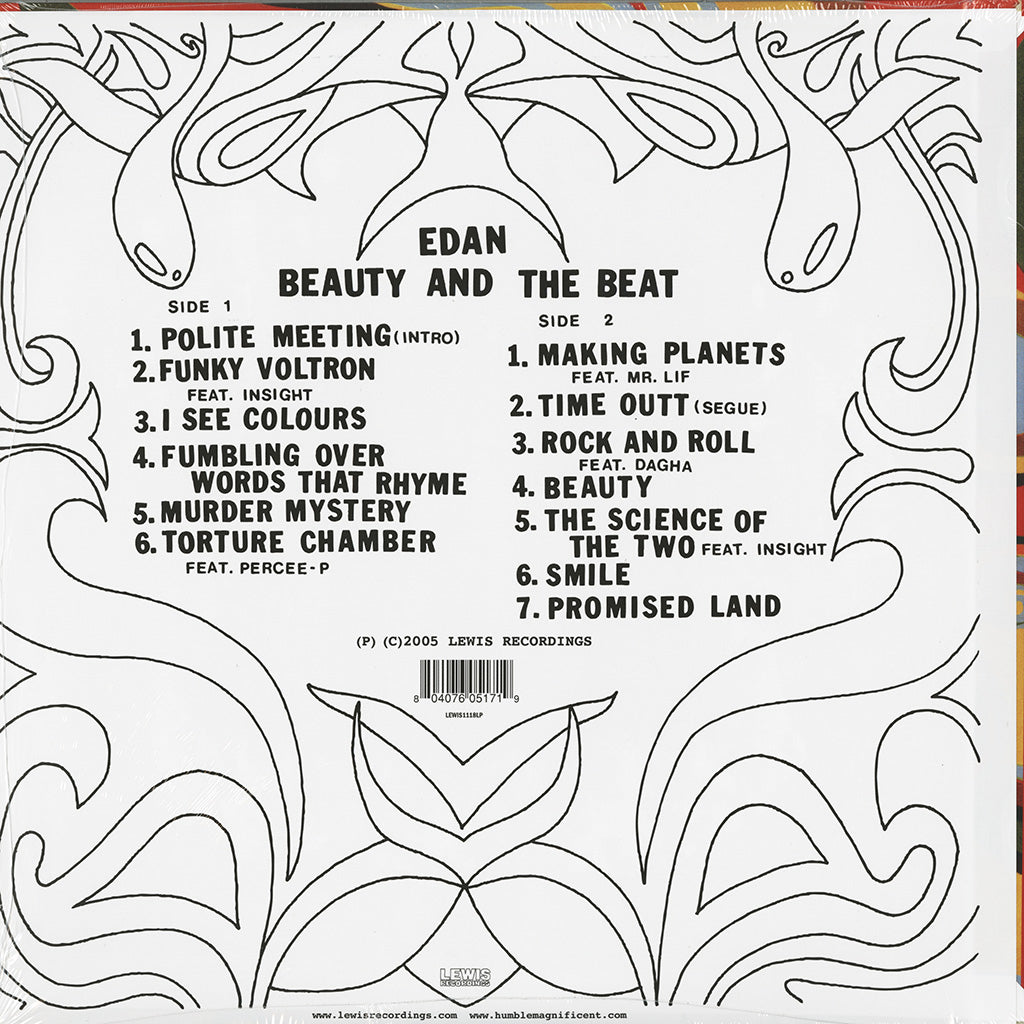 EDAN
BEAUTY AND THE BEAT
SIDE 1
1. POLITE MEETING (INTRO)
2. FUNKY VOLTRON
FEAT. INSIGHT
3. I SEE COLOURS
4. FUMBLING OVER
WORDS THAT RHYME
5. MURDER MYSTERY
6. TORTURE CHAMBER
FEAT. PERCEE-P
SIDE 2
1. MAKING PLANETS
FEAT. MR. LIF
2. TIME OUTT (SEGUE)
3. ROCK AND ROLL
FEAT. DAGHA
4. BEAUTY
5. THE SCIENCE OF
THE TWO FEAT. INSIGHT
6. SMILE
7. PROMISED LAND
(P) (C)2005 LEWIS RECORDINGS
8 04076 05171 9
LEWIS1118LP
LEWIS
RECORDINGS
www.lewisrecordings.com www.humblemagnificent.com